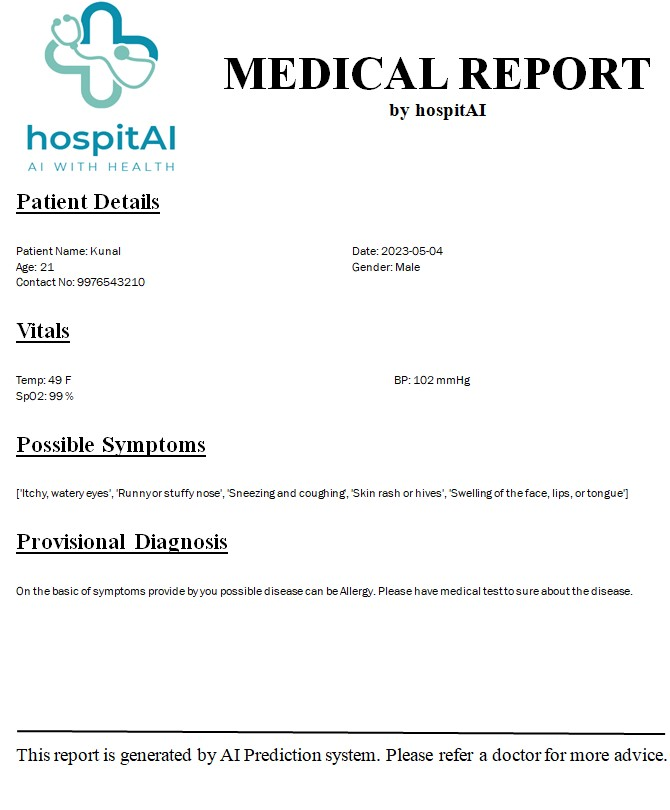 MEDICAL REPORT
by hospitAI
hospitAI
AI WITH HEALTH
Patient Details
Patient Name: Kunal
Date: 2023-05-04
Age: 21
Gender: Male
Contact No: 9976543210
Vitals
Temp: 49 F
BP: 102 mmHg
SpO2: 99 %
Possible Symptoms
['Itchy, watery eyes', 'Runny or stuffy nose', 'Sneezing and coughing', 'Skin rash or hives', 'Swelling of the face, lips, or tongue']
Provisional Diagnosis
On the basic of symptoms provide by you possible disease can be Allergy. Please have medical test to sure about the disease.
This report is generated by AI Prediction system. Please refer a doctor for more advice.